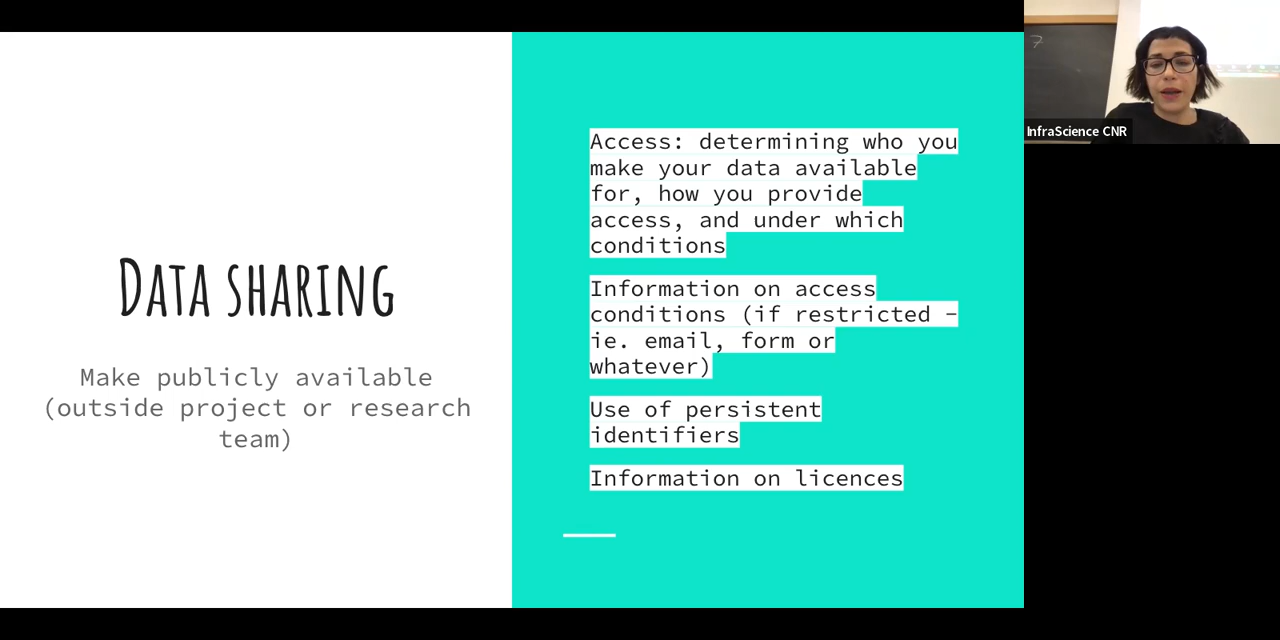 DATA SHARING
Make publicly available
(outside project or research
team)
Access: determining who you
make your data available
for, how you provide
access, and under which
conditions
Information on access
conditions (if restricted -
ie. email, form or
whatever)
Use of persistent
identifiers
Information on licences
7
InfraScience CNR